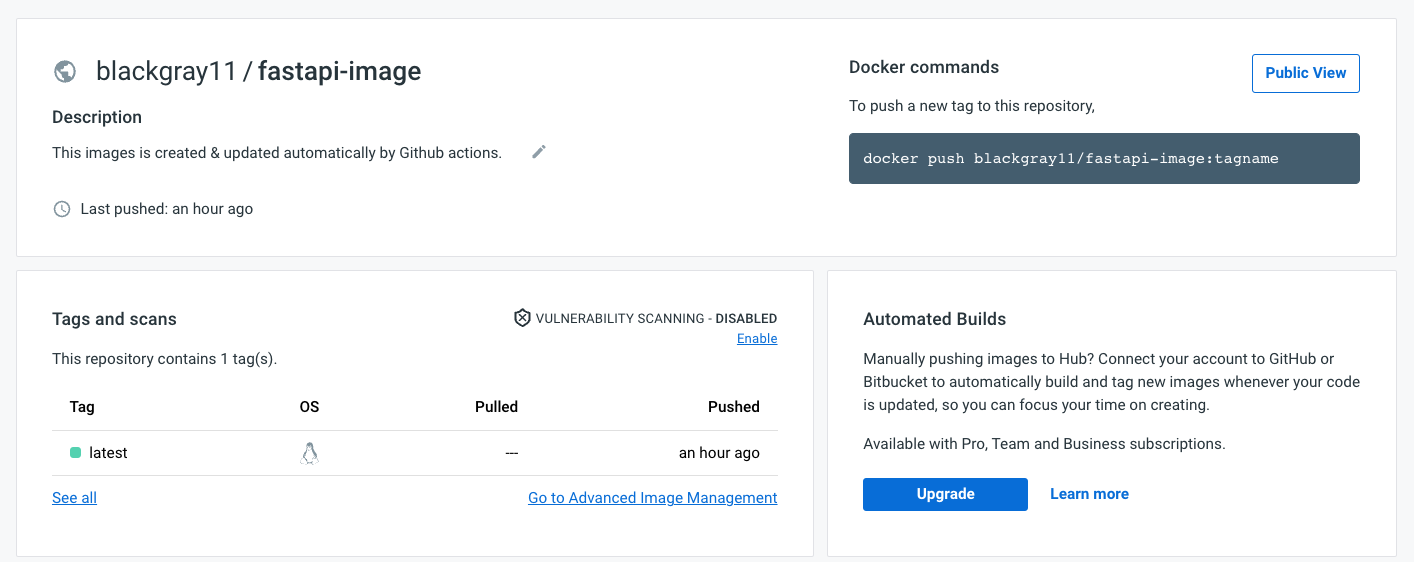 blackgray11 / fastapi-image
Description
This images is created & updated automatically by Github actions.
Last pushed: an hour ago
Docker commands
Public View
To push a new tag to this repository,
docker push blackgray11/fastapi-image:tagname
Tags and scans
VULNERABILITY SCANNING - DISABLED
Enable
This repository contains 1 tag(s).
Tag OS Pulled Pushed
latest --- an hour ago
See all Go to Advanced Image Management
Automated Builds
Manually pushing images to Hub? Connect your account to GitHub or
Bitbucket to automatically build and tag new images whenever your code
is updated, so you can focus your time on creating.
Available with Pro, Team and Business subscriptions.
Upgrade Learn more